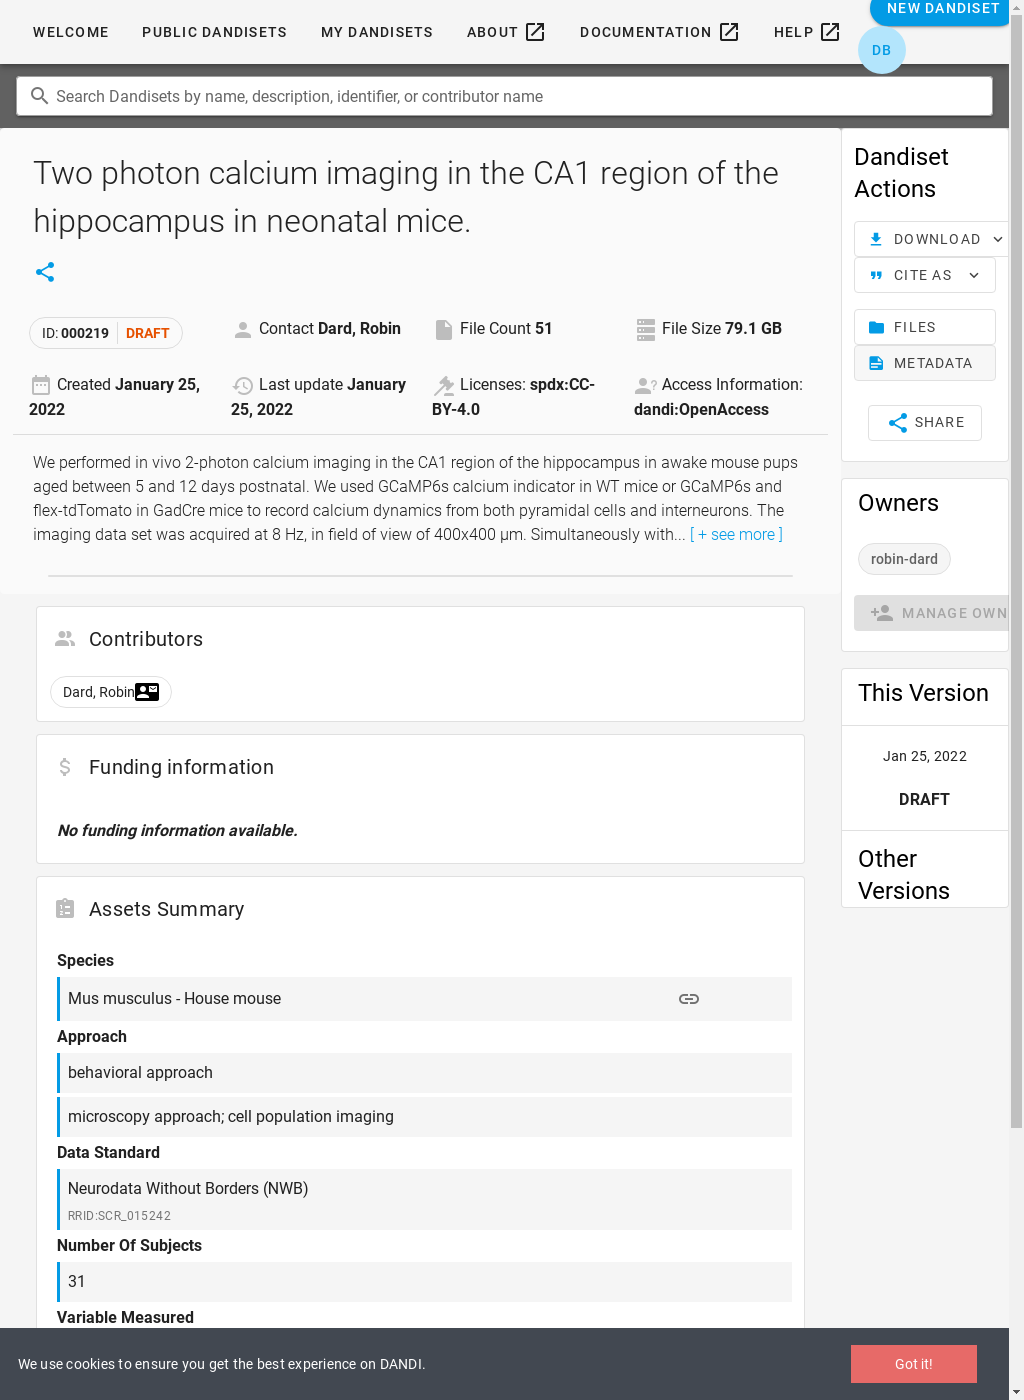 WELCOME PUBLIC DANDISETS MY DANDISETS ABOUT DOCUMENTATION HELP NEW DANDISET
DB
Search Dandisets by name, description, identifier, or contributor name
Two photon calcium imaging in the CA1 region of the
hippocampus in neonatal mice.
ID: 000219 DRAFT
Contact Dard, Robin
File Count 51
File Size 79.1 GB
Created January 25,
2022
Last update January
25, 2022
Licenses: spdx:CC-
BY-4.0
Access Information:
dandi:OpenAccess
We performed in vivo 2-photon calcium imaging in the CA1 region of the hippocampus in awake mouse pups
aged between 5 and 12 days postnatal. We used GCaMP6s calcium indicator in WT mice or GCaMP6s and
flex-tdTomato in GadCre mice to record calcium dynamics from both pyramidal cells and interneurons. The
imaging data set was acquired at 8 Hz, in field of view of 400x400 µm. Simultaneously with... [ + see more ]
Contributors
Dard, Robin
Funding information
No funding information available.
Assets Summary
Species
Mus musculus - House mouse
Approach
behavioral approach
microscopy approach; cell population imaging
Data Standard
Neurodata Without Borders (NWB)
RRID:SCR_015242
Number Of Subjects
31
Variable Measured
Dandiset
Actions
DOWNLOAD
CITE AS
FILES
METADATA
SHARE
Owners
robin-dard
MANAGE OWN
This Version
Jan 25, 2022
DRAFT
Other
Versions
We use cookies to ensure you get the best experience on DANDI.
Got it!